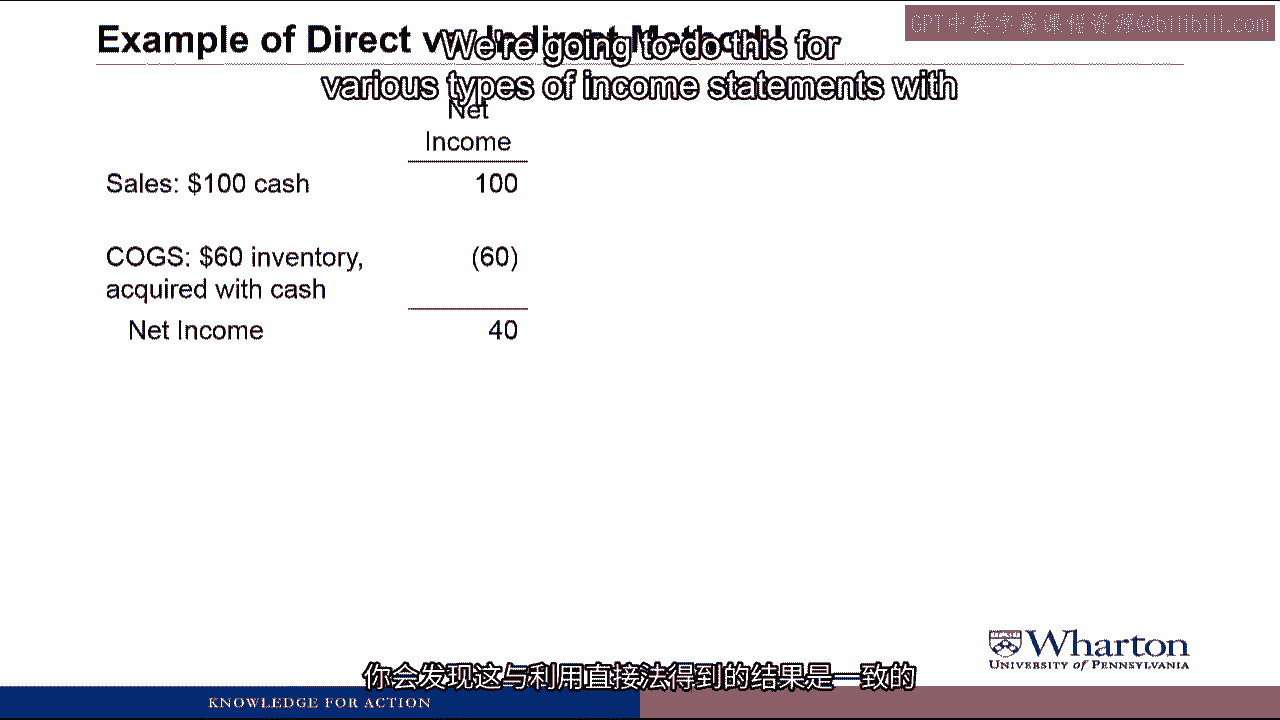 GPT中英字幕课程资源@bilibili.com
Example of Direct vs. Indirect Method I
We're going to do this for
various types of income statements with
Net
Income
Sales: $100 cash 100
COGS: $60 inventory, (60)
acquired with cash
Net Income 40
Wharton
UNIVERSITY of PENNSYLVANIA
你会发现这与利用直接法得到的结果是一致的
KNOWLEDGE FOR ACTION